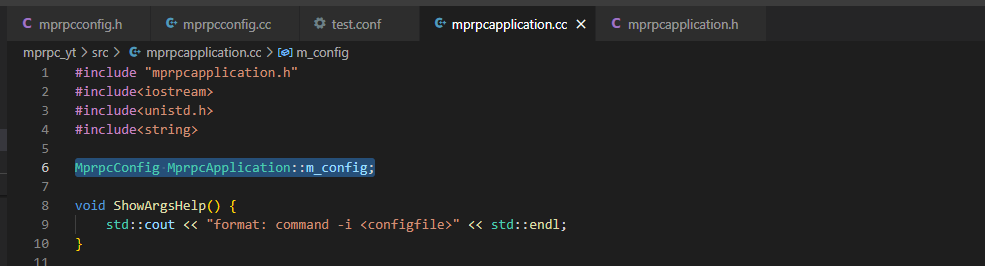 mprpcconfig.h mprpcconfig.cc test.conf mprpcapplication.cc mprpcapplication.h
mprpc_yt > src > mprpcapplication.cc > m_config
1 #include "mprpcapplication.h"
2 #include<iostream>
3 #include<unistd.h>
4 #include<string>
5
6 MprpcConfig MprpcApplication::m_config;
7
8 void ShowArgsHelp() {
9     std::cout << "format: command -i <configfile>" << std::endl;
10 }
11